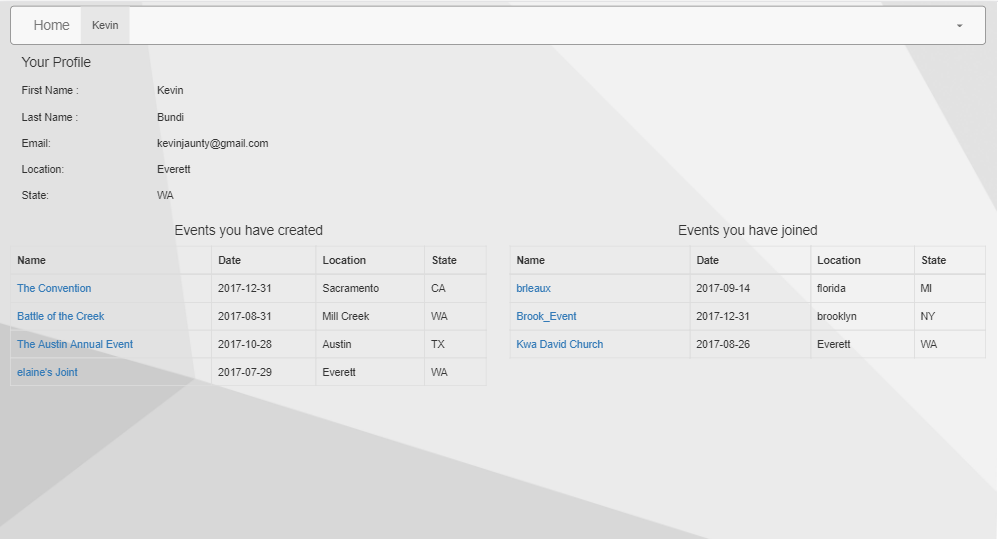 Home Kevin
Your Profile
First Name : Kevin
Last Name : Bundi
Email: kevinjaunty@gmail.com
Location: Everett
State: WA
Events you have created
Name Date Location State
The Convention 2017-12-31 Sacramento CA
Battle of the Creek 2017-08-31 Mill Creek WA
The Austin Annual Event 2017-10-28 Austin TX
elaine's Joint 2017-07-29 Everett WA
Events you have joined
Name Date Location State
brleaux 2017-09-14 florida MI
Brook_Event 2017-12-31 brooklyn NY
Kwa David Church 2017-08-26 Everett WA